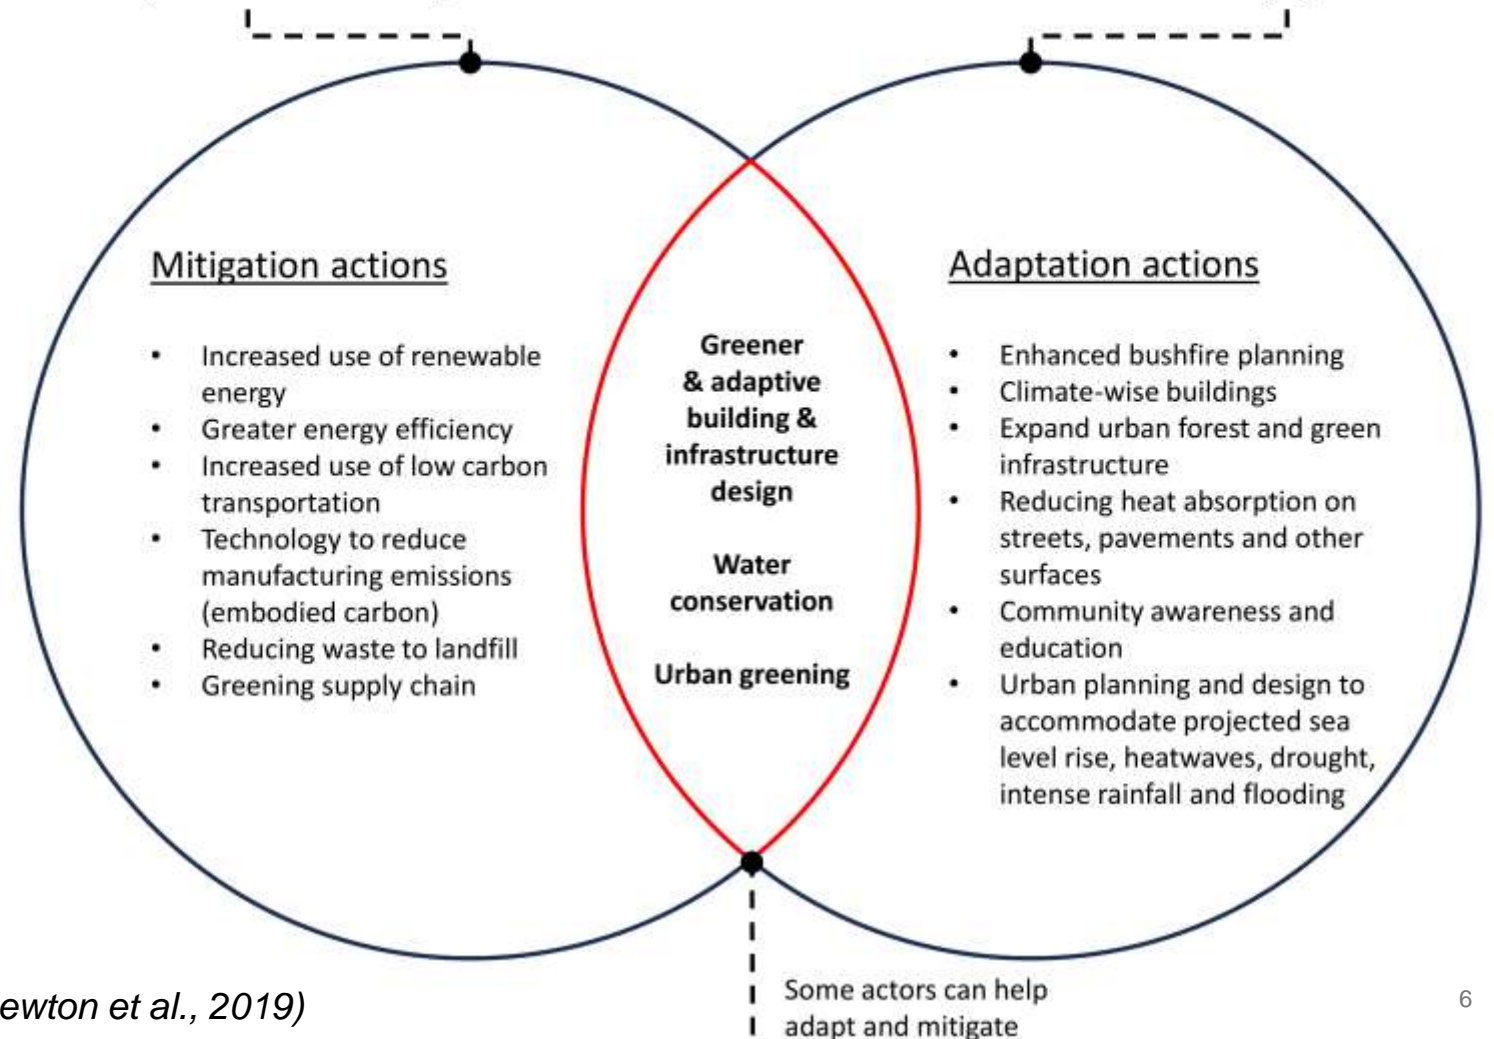 Mitigation actions
• Increased use of renewable
energy
• Greater energy efficiency
• Increased use of low carbon
transportation
• Technology to reduce
manufacturing emissions
(embodied carbon)
• Reducing waste to landfill
• Greening supply chain
Greener
& adaptive
building &
infrastructure
design
Water
conservation
Urban greening
Adaptation actions
• Enhanced bushfire planning
• Climate-wise buildings
• Expand urban forest and green
infrastructure
• Reducing heat absorption on
streets, pavements and other
surfaces
• Community awareness and
education
• Urban planning and design to
accommodate projected sea
level rise, heatwaves, drought,
intense rainfall and flooding
Some actors can help
adapt and mitigate
ewton et al., 2019)
6